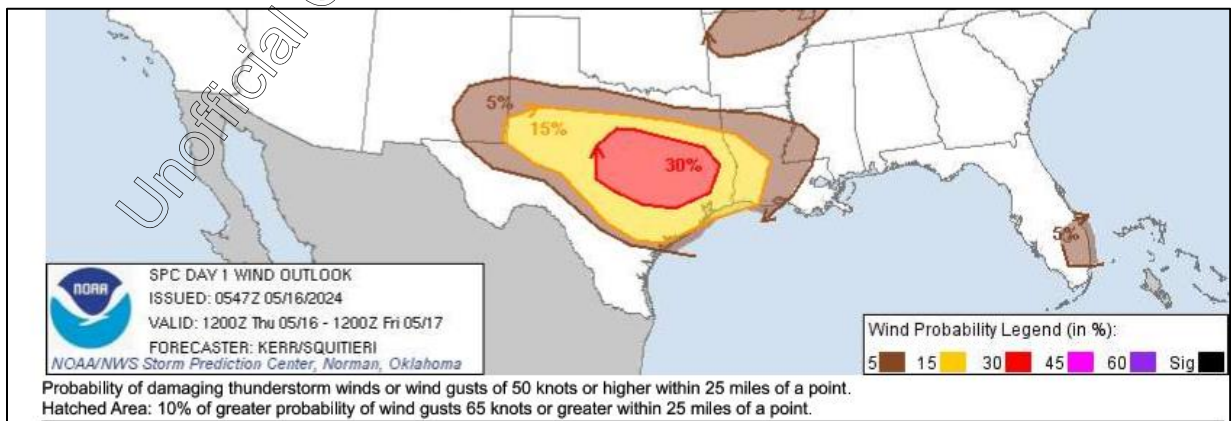 Unofficial
5%
15%
30%
5%
NOAA
SPC DAY 1 WIND OUTLOOK
ISSUED: 0547Z 05/16/2024
VALID: 1200Z Thu 05/16 - 1200Z Fri 05/17
FORECASTER: KERR/SQUITIERI
NOAA/NWS Storm Prediction Center, Norman, Oklahoma
Wind Probability Legend (in %):
5 15 30 45 60 Sig
Probability of damaging thunderstorm winds or wind gusts of 50 knots or higher within 25 miles of a point.
Hatched Area: 10% of greater probability of wind gusts 65 knots or greater within 25 miles of a point.